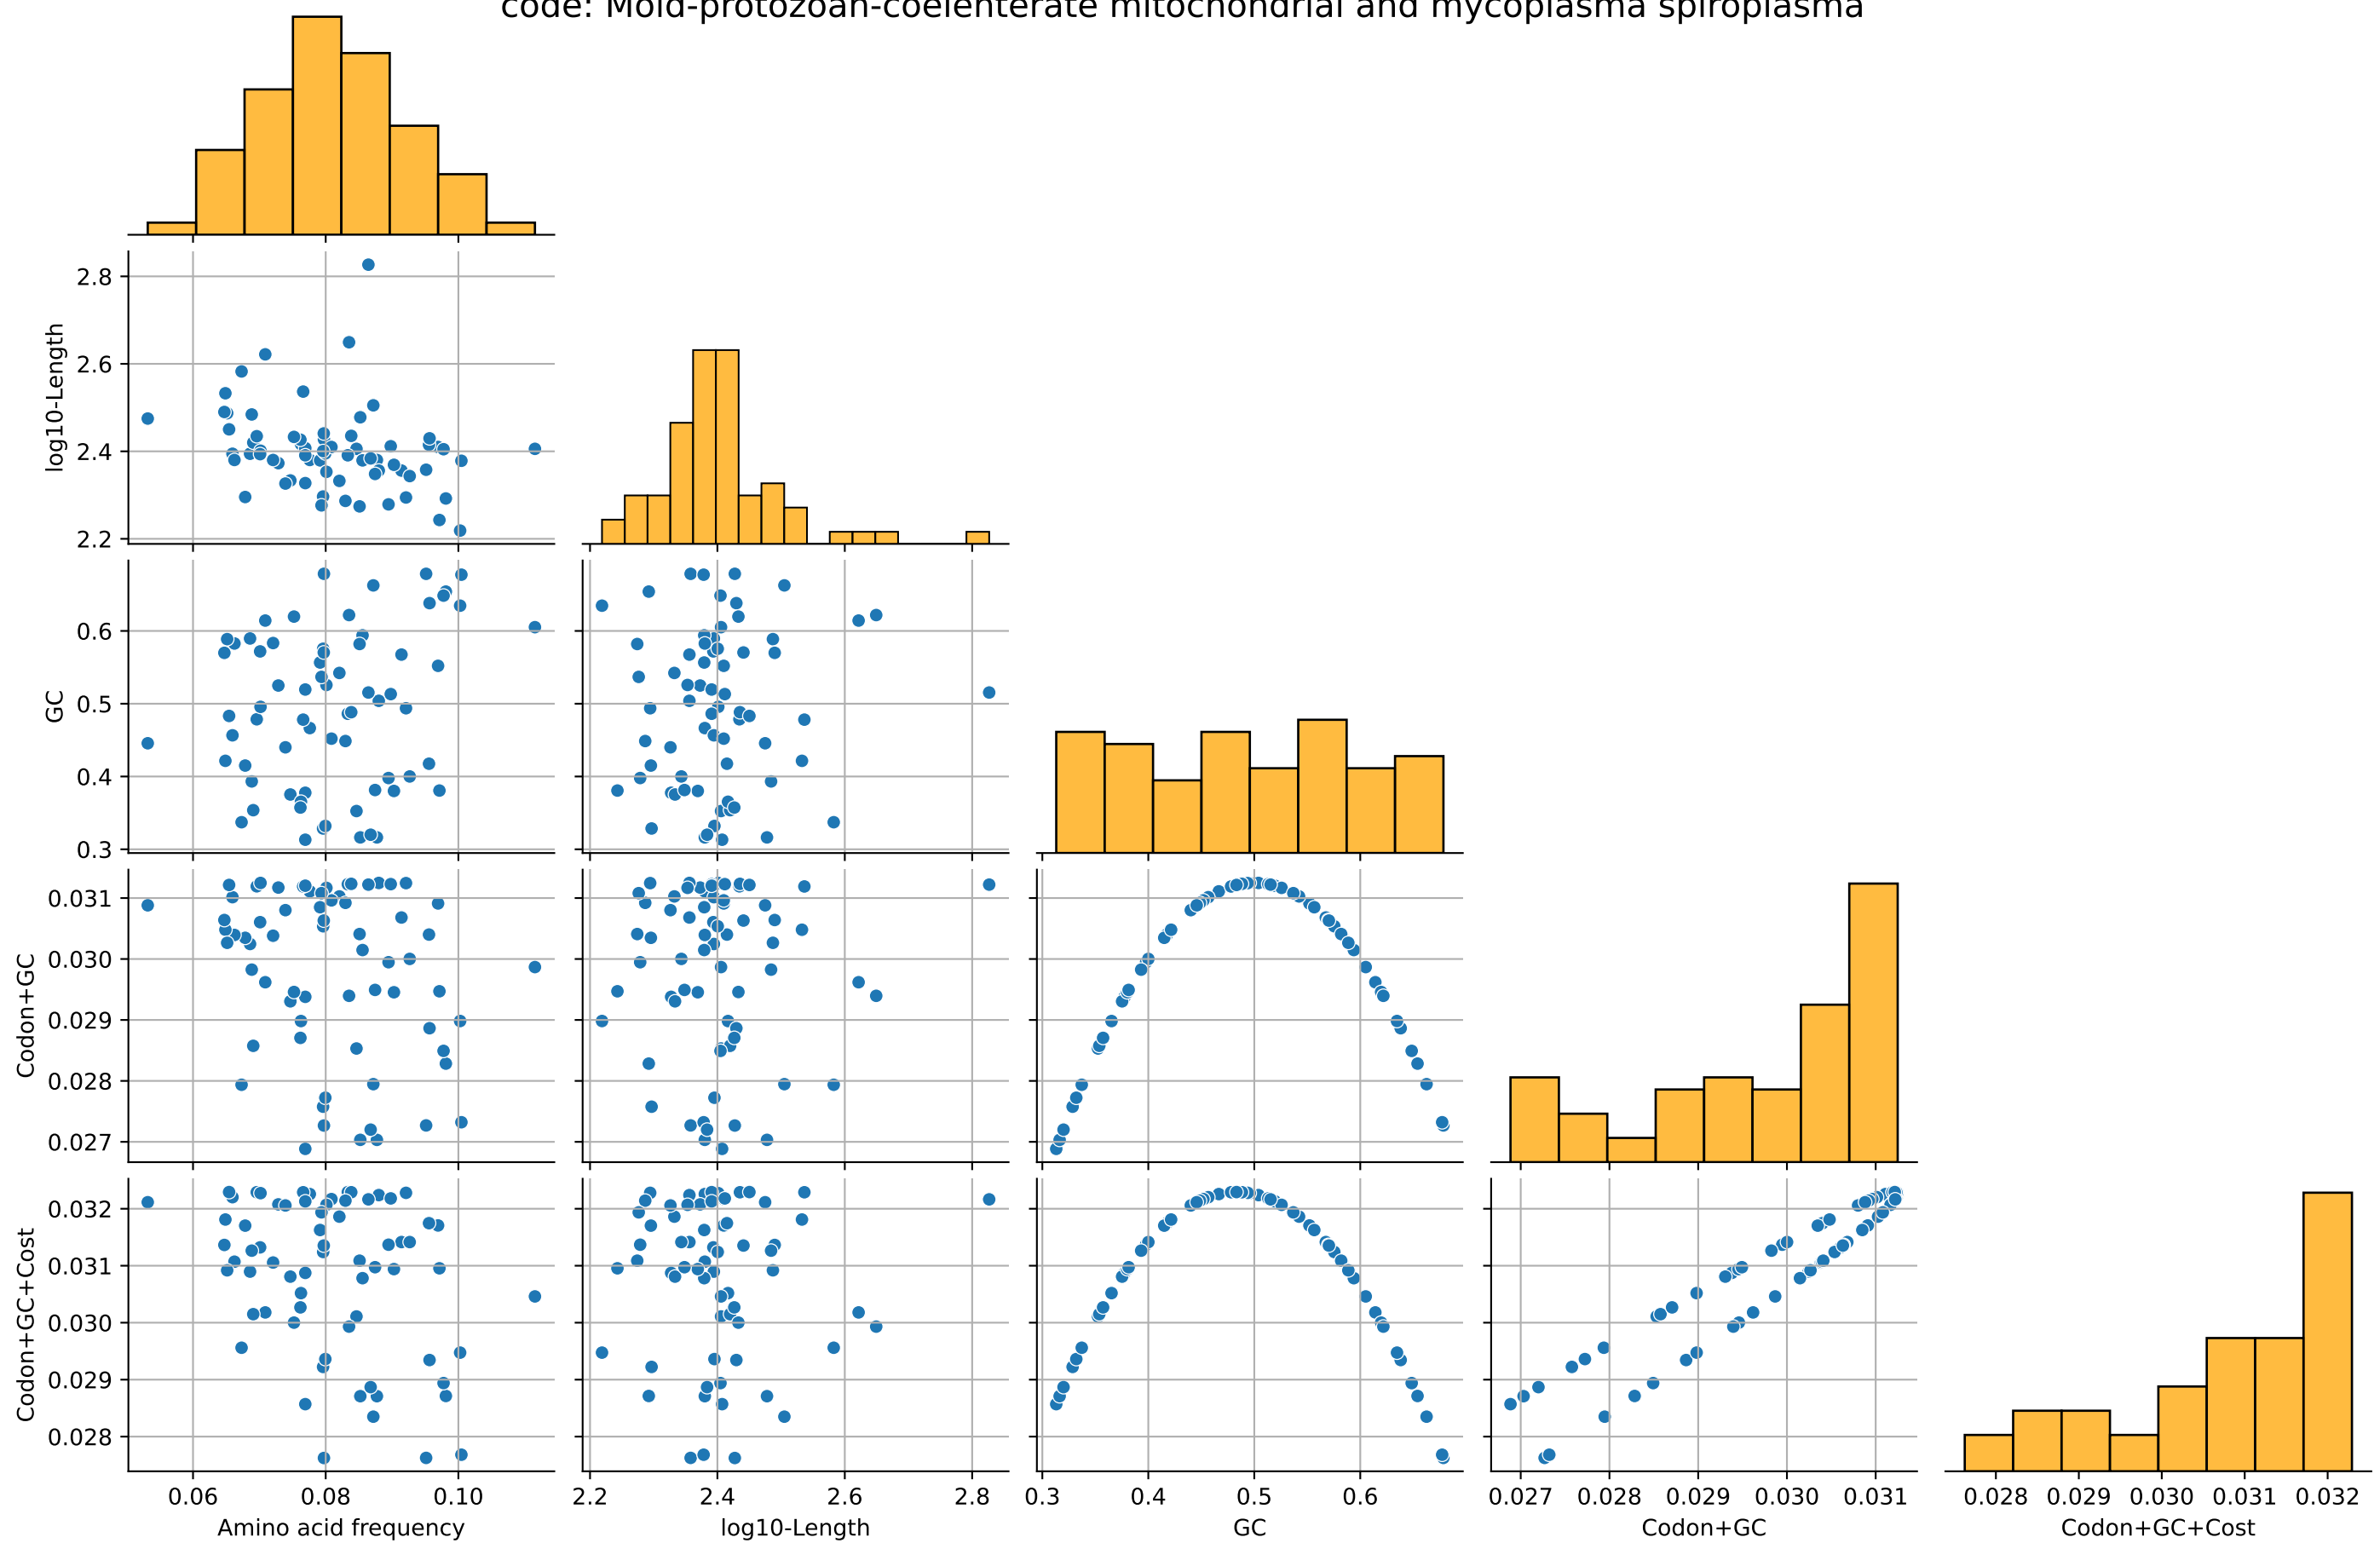 code: Mold-protozoan-coelenterate mitochondrial and mycoplasma spiroplasma
2.8
2.6
2.4
2.2
log10-Length
0.6
0.5
0.4
0.3
GC
0.031
0.030
0.029
0.028
0.027
Codon+GC
0.032
0.031
0.030
0.029
0.028
Codon+GC+Cost
0.06 0.08 0.10
2.2 2.4 2.6 2.8
0.3 0.4 0.5 0.6
0.027 0.028 0.029 0.030 0.031
0.028 0.029 0.030 0.031 0.032
Amino acid frequency
log10-Length
GC
Codon+GC
Codon+GC+Cost